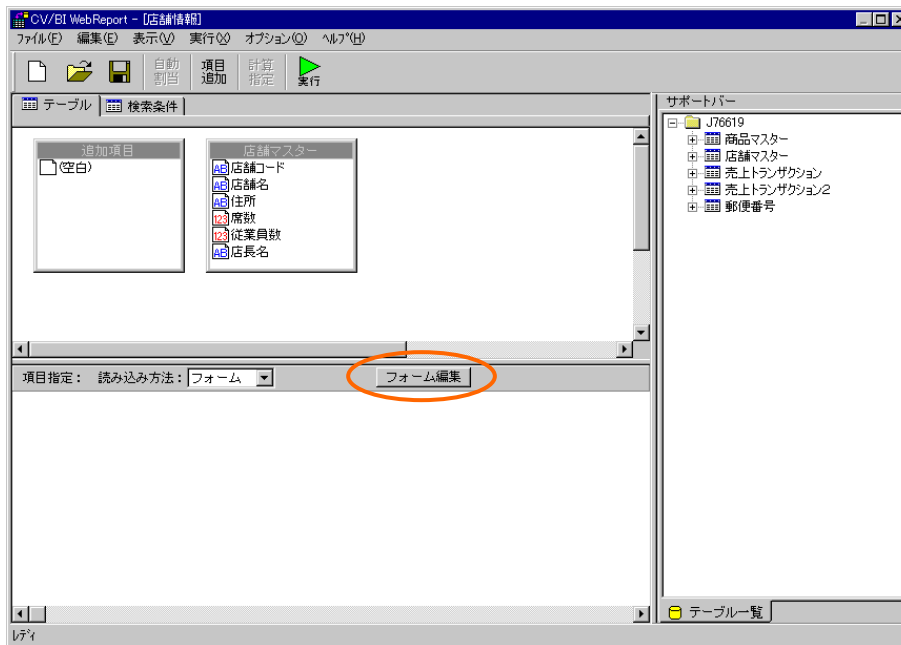 CV/BI WebReport - [店舗情報]
ﾌｧｲﾙ(F) 編集(E) 表示(V) 実行(X) オプション(O) ﾍﾙﾌﾟ(H)
自動割当 項目追加 計算指定 実行
テーブル 検索条件
追加項目
(空白)
店舗マスター
AB 店舗コード
AB 店舗名
AB 住所
123 席数
123 従業員数
AB 店長名
項目指定： 読み込み方法： フォーム フォーム編集
サポートバー
J76619
商品マスター
店舗マスター
売上トランザクション
売上トランザクション2
郵便番号
テーブル一覧
ﾚﾃﾞｨ